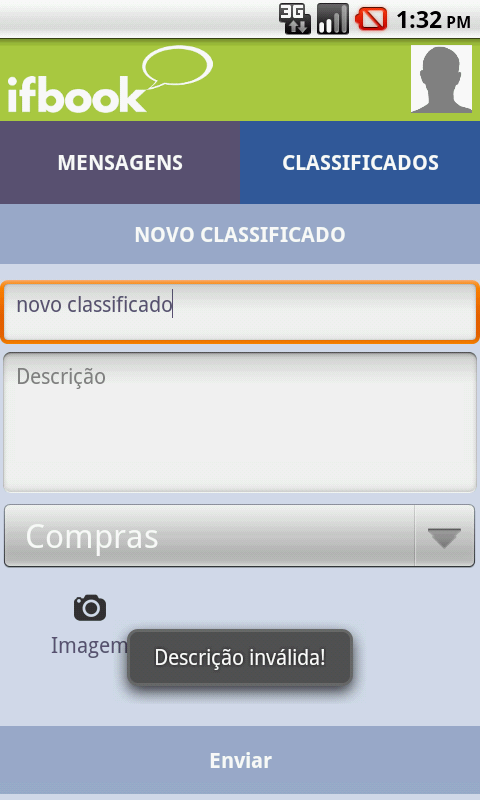 3G 1:32 PM
ifbook
MENSAGENS CLASSIFICADOS
NOVO CLASSIFICADO
novo classificado
Descrição
Compras
Imagem
Descrição inválida!
Enviar